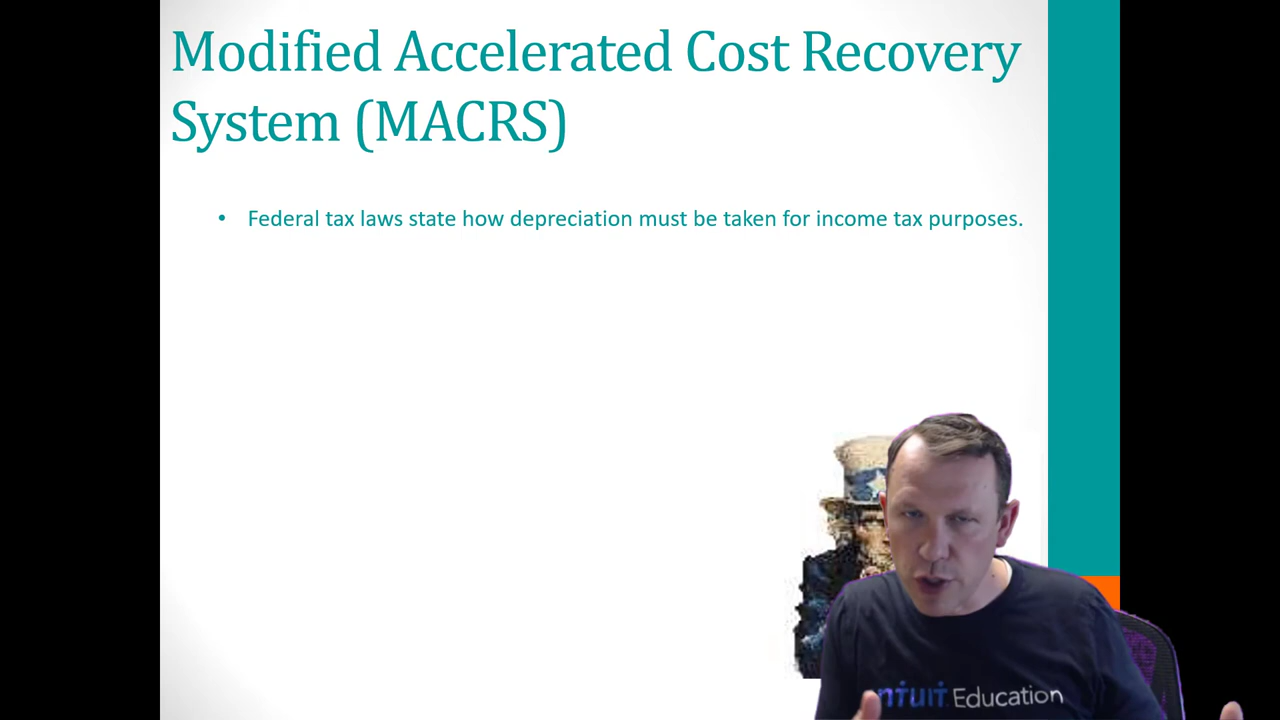 Modified Accelerated Cost Recovery
System (MACRS)
• Federal tax laws state how depreciation must be taken for income tax purposes.
ıntuıt Education